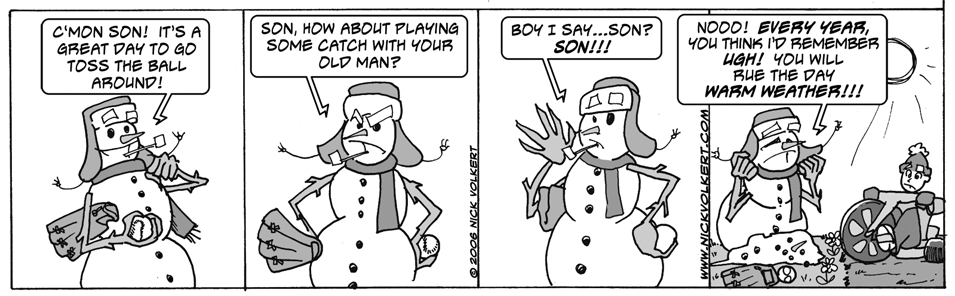 C'MON SON! IT'S A
GREAT DAY TO GO
TOSS THE BALL
AROUND!
SON, HOW ABOUT PLAYING
SOME CATCH WITH YOUR
OLD MAN?
© 2006 NICK VOLKERT
BOY I SAY...SON?
SON!!!
NOOO! EVERY YEAR,
YOU THINK I'D REMEMBER
UGH! YOU WILL
RUE THE DAY
WARM WEATHER!!!
WWW.NICKVOLKERT.COM